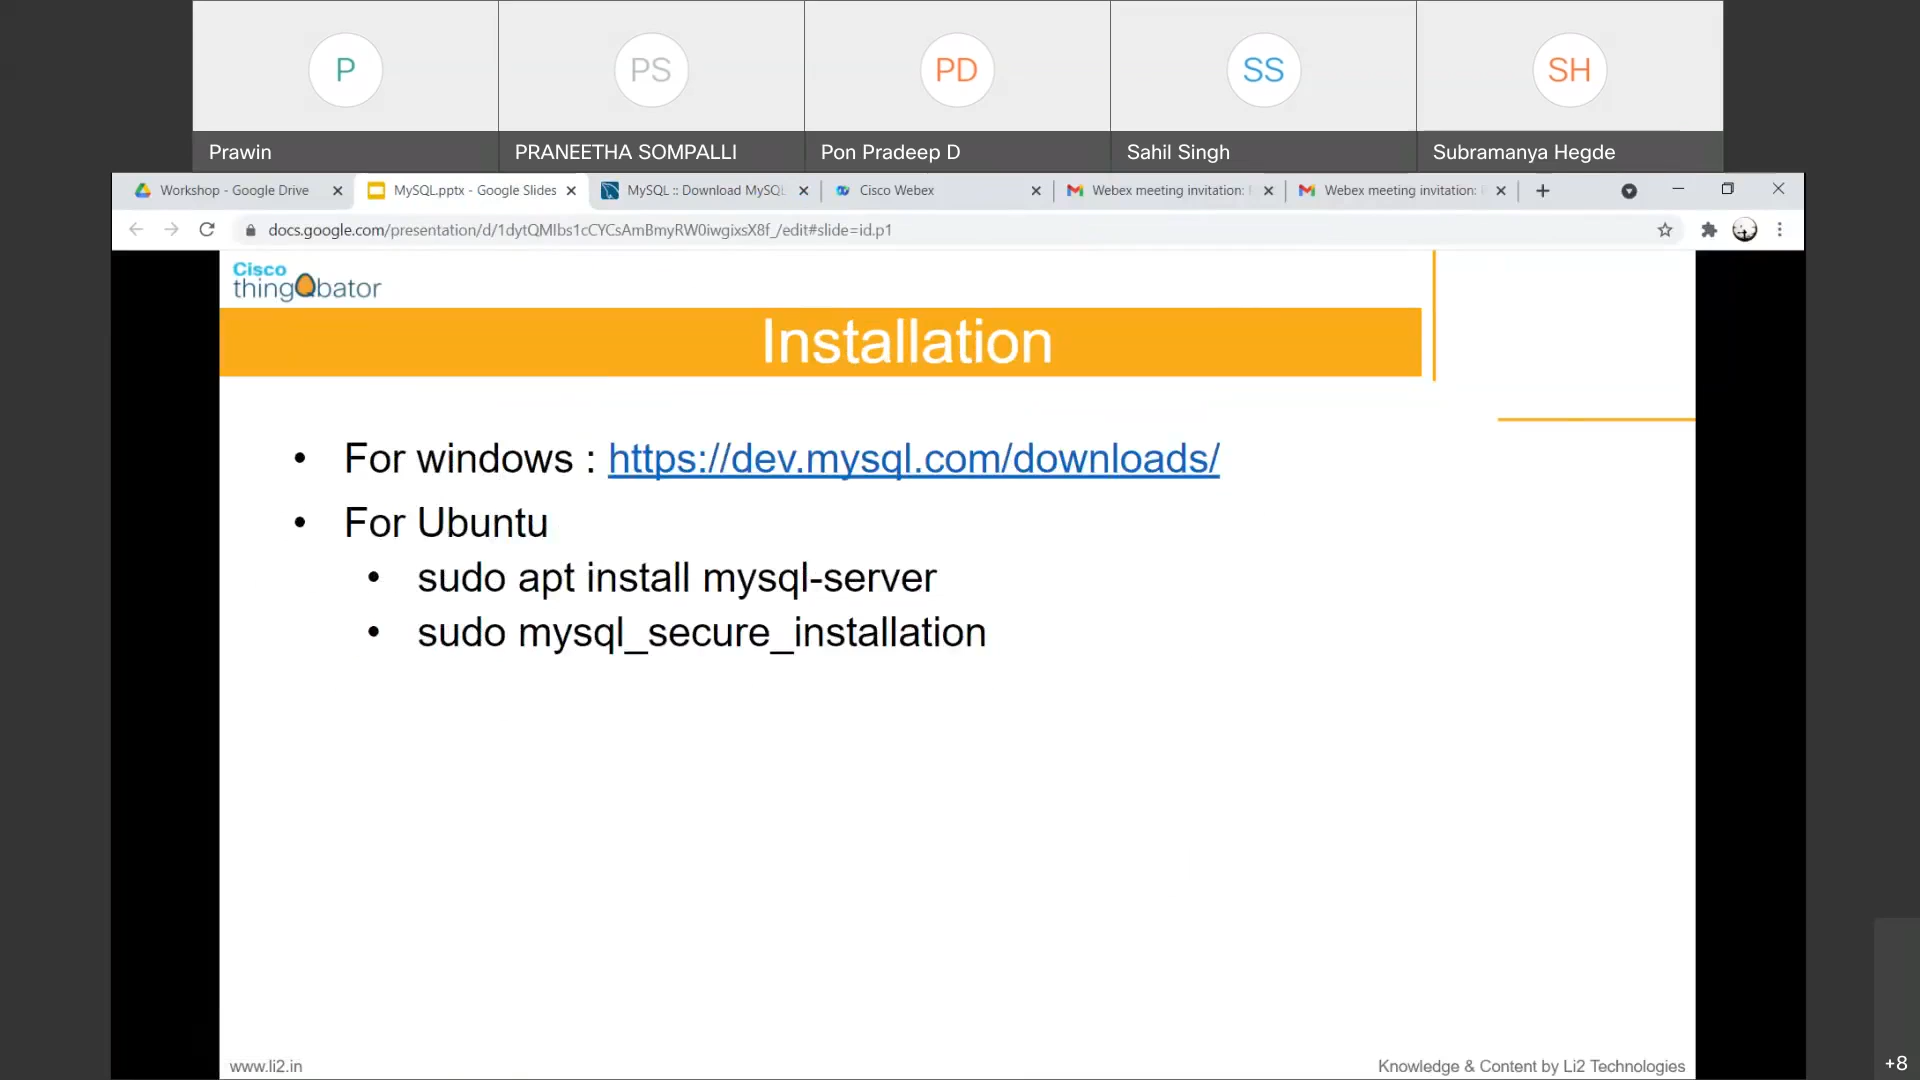 P
PS
PD
SS
SH
Prawin
PRANEETHA SOMPALLI
Pon Pradeep D
Sahil Singh
Subramanya Hegde
Workshop - Google Drive
MySQL.pptx - Google Slides
MySQL :: Download MySQL
Cisco Webex
Webex meeting invitation:
Webex meeting invitation:
docs.google.com/presentation/d/1dytQMIbs1cCYCsAmBmyRW0iwgixsX8f_/edit#slide=id.p1
Cisco
thingQbator
Installation
• For windows : https://dev.mysql.com/downloads/
• For Ubuntu
• sudo apt install mysql-server
• sudo mysql_secure_installation
www.li2.in
Knowledge & Content by Li2 Technologies
+8